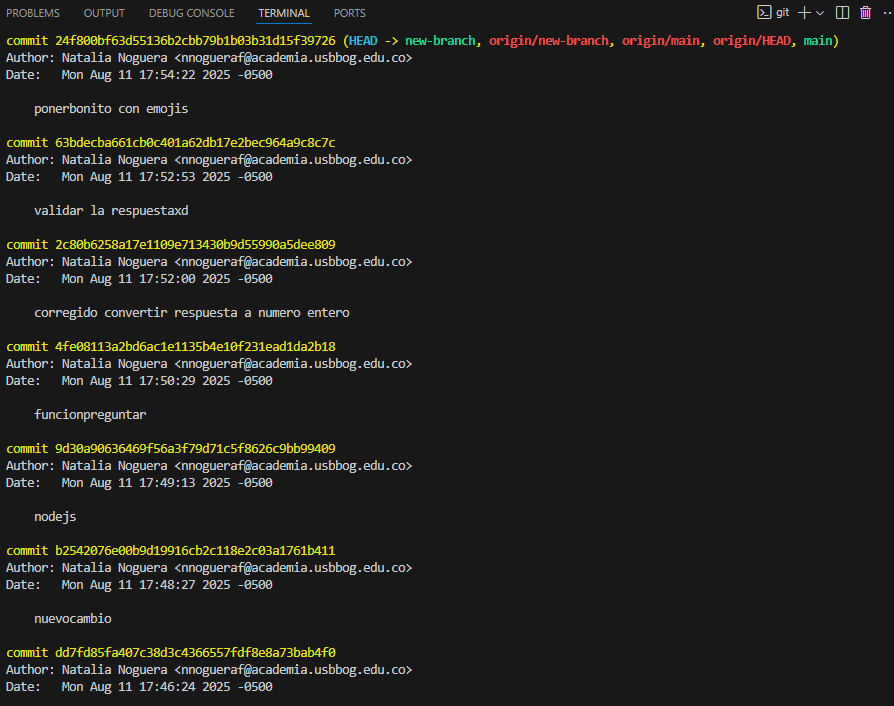 PROBLEMS OUTPUT DEBUG CONSOLE TERMINAL PORTS git
commit 24f800bf63d55136b2cbb79b1b03b31d15f39726 (HEAD -> new-branch, origin/new-branch, origin/main, origin/HEAD, main)
Author: Natalia Noguera <nnogueraf@academia.usbbog.edu.co>
Date: Mon Aug 11 17:54:22 2025 -0500
ponerbonito con emojis
commit 63bdecba661cb0c401a62db17e2bec964a9c8c7c
Author: Natalia Noguera <nnogueraf@academia.usbbog.edu.co>
Date: Mon Aug 11 17:52:53 2025 -0500
validar la respuestaxd
commit 2c80b6258a17e1109e713430b9d55990a5dee809
Author: Natalia Noguera <nnogueraf@academia.usbbog.edu.co>
Date: Mon Aug 11 17:52:00 2025 -0500
corregido convertir respuesta a numero entero
commit 4fe08113a2bd6ac1e1135b4e10f231ead1da2b18
Author: Natalia Noguera <nnogueraf@academia.usbbog.edu.co>
Date: Mon Aug 11 17:50:29 2025 -0500
funcionpreguntar
commit 9d30a90636469f56a3f79d71c5f8626c9bb99409
Author: Natalia Noguera <nnogueraf@academia.usbbog.edu.co>
Date: Mon Aug 11 17:49:13 2025 -0500
nodejs
commit b2542076e00b9d19916cb2c118e2c03a1761b411
Author: Natalia Noguera <nnogueraf@academia.usbbog.edu.co>
Date: Mon Aug 11 17:48:27 2025 -0500
nuevocambio
commit dd7fd85fa407c38d3c4366557fdf8e8a73bab4f0
Author: Natalia Noguera <nnogueraf@academia.usbbog.edu.co>
Date: Mon Aug 11 17:46:24 2025 -0500